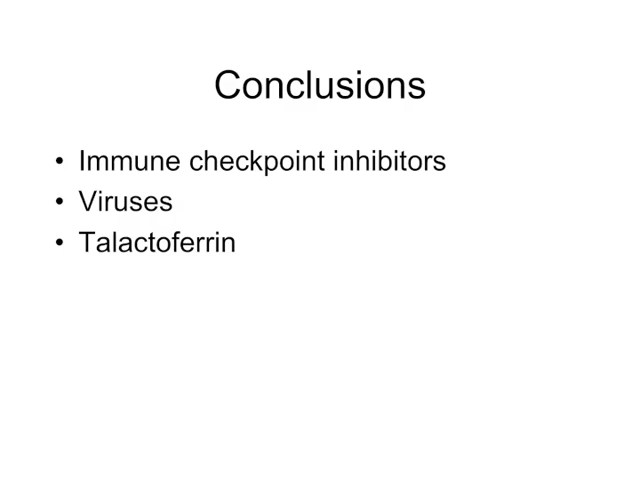 Conclusions
• Immune checkpoint inhibitors
• Viruses
• Talactoferrin